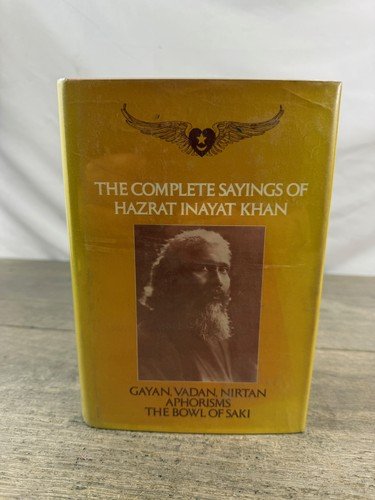 THE COMPLETE SAYINGS OF
HAZRAT INAYAT KHAN
GAYAN, VADAN, NIRTAN
APHORISMS
THE BOWL OF SAKI